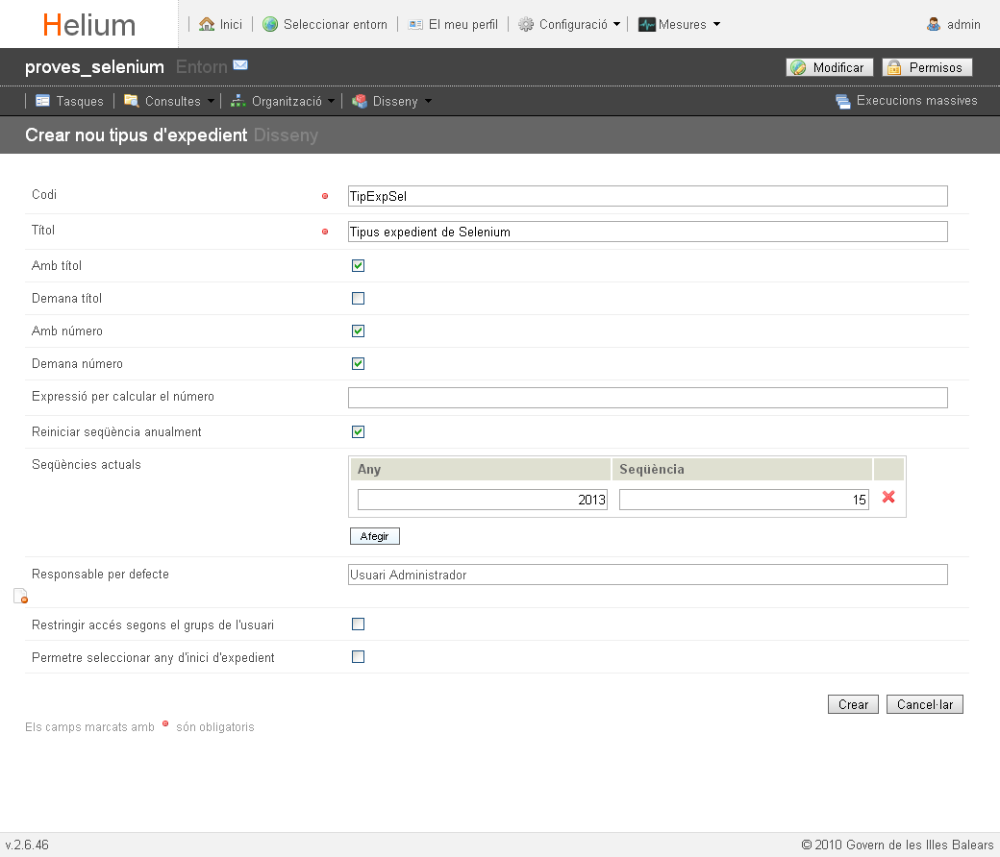 Helium
Inici
Seleccionar entorn
El meu perfil
Configuració
Mesures
admin
proves_selenium Entorn
Modificar
Permisos
Tasques
Consultes
Organització
Disseny
Execucions massives
Crear nou tipus d'expedient Disseny
Codi
TipExpSel
Títol
Tipus expedient de Selenium
Amb títol
Demana títol
Amb número
Demana número
Expressió per calcular el número
Reiniciar seqüència anualment
Seqüències actuals
Any
Seqüència
2013
15
Afegir
Responsable per defecte
Usuari Administrador
Restringir accés segons el grups de l'usuari
Permetre seleccionar any d'inici d'expedient
Crear
Cancel·lar
Els camps marcats amb són obligatoris
v.2.6.46
© 2010 Govern de les Illes Balears